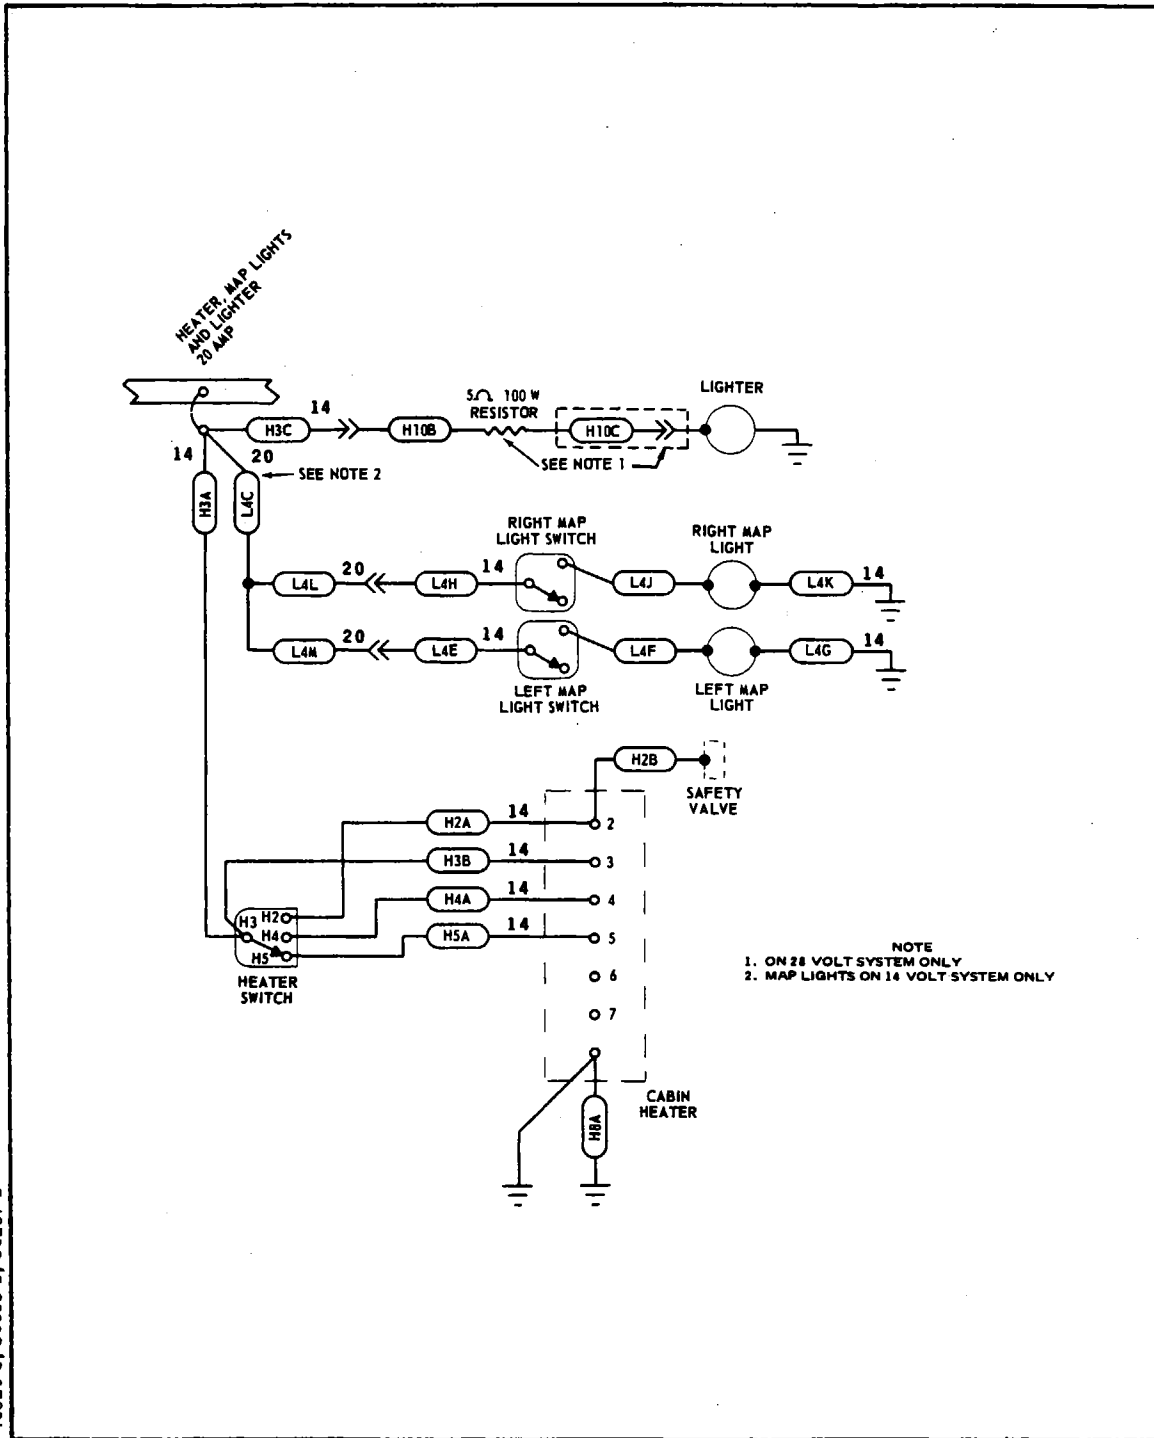 HEATER, MAP LIGHTS
AND LIGHTER
20 AMP
14
H3C
H10B
5Ω 100 W
RESISTOR
H10C
LIGHTER
SEE NOTE 1
14
20
SEE NOTE 2
H3A
L4C
RIGHT MAP
LIGHT SWITCH
RIGHT MAP
LIGHT
L4L
20
L4H
14
L4J
L4K
14
L4M
20
L4E
14
L4F
L4G
14
LEFT MAP
LIGHT SWITCH
LEFT MAP
LIGHT
H2B
SAFETY
VALVE
H2A
14
2
H3B
14
3
H4A
14
4
H5A
14
5
6
7
H3
H2
H4
H5
HEATER
SWITCH
NOTE
1. ON 28 VOLT SYSTEM ONLY
2. MAP LIGHTS ON 14 VOLT SYSTEM ONLY
CABIN
HEATER
H8A